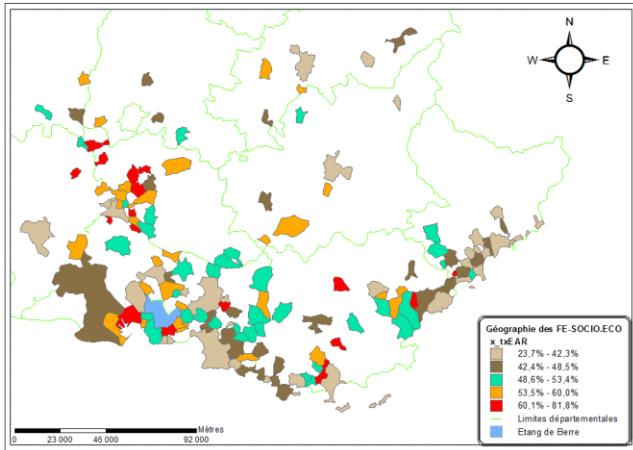 N
W E
S
Géographie des FE-SOCIO.ECO
x_txEAR
23,7% - 42,3%
42,4% - 48,5%
48,6% - 53,4%
53,5% - 60,0%
60,1% - 81,8%
Limites départementales
Etang de Berre
Mètres
0 23 000 46 000 92 000